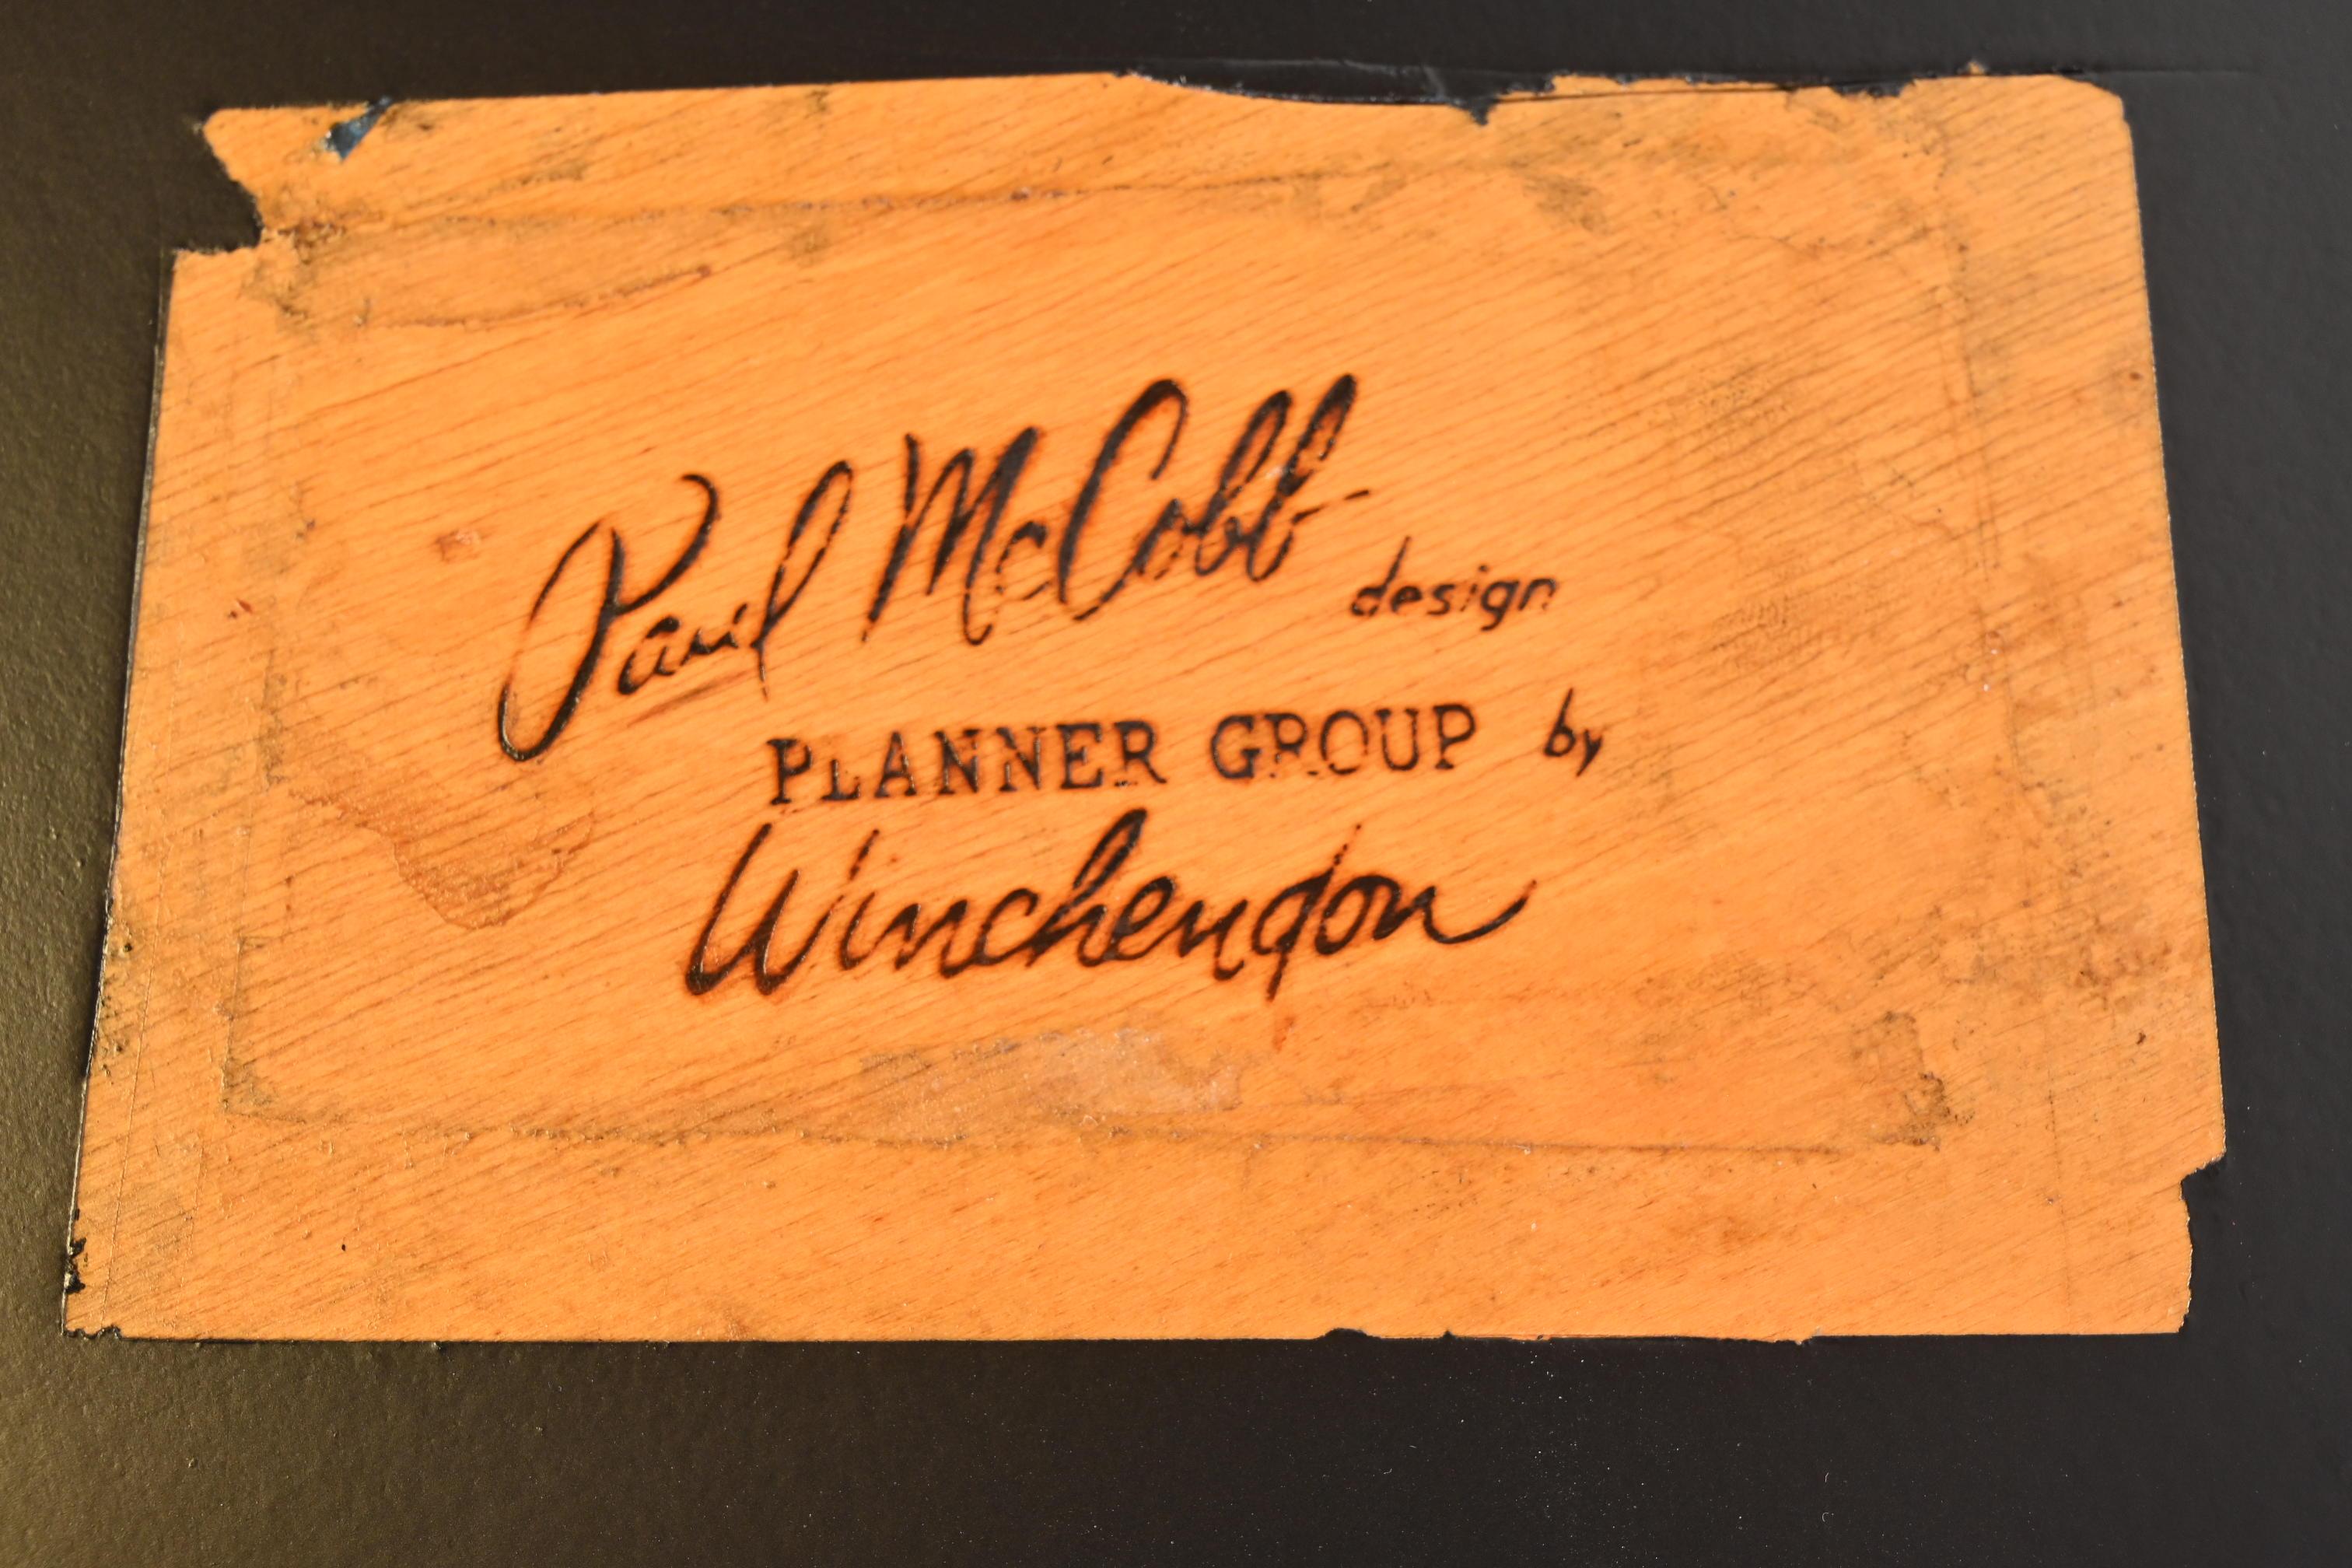 Paul McCobb design
PLANNER GROUP by
Winchendon